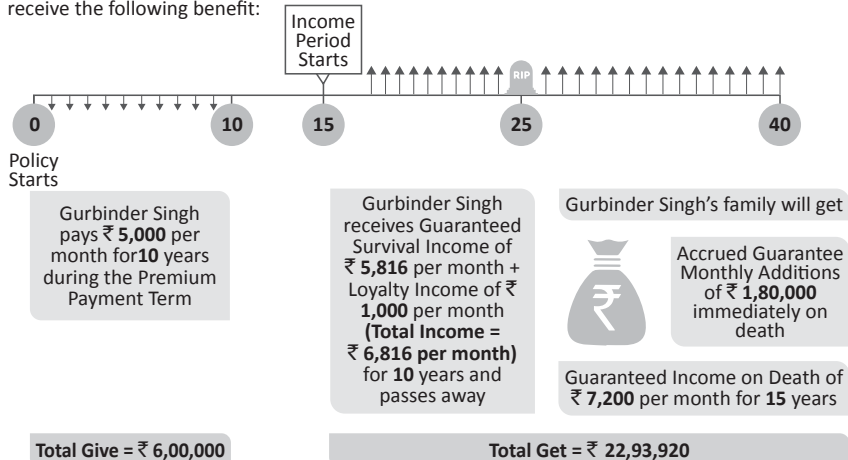 receive the following benefit:
Income
Period
Starts
RIP
0
10
15
25
40
Policy
Starts
Gurbinder Singh
pays ₹ 5,000 per
month for10 years
during the Premium
Payment Term
Gurbinder Singh
receives Guaranteed
Survival Income of
₹ 5,816 per month +
Loyalty Income of ₹
1,000 per month
(Total Income =
₹ 6,816 per month)
for 10 years and
passes away
Gurbinder Singh's family will get
₹
Accrued Guarantee
Monthly Additions
of ₹ 1,80,000
immediately on
death
Guaranteed Income on Death of
₹ 7,200 per month for 15 years
Total Give = ₹ 6,00,000
Total Get = ₹ 22,93,920